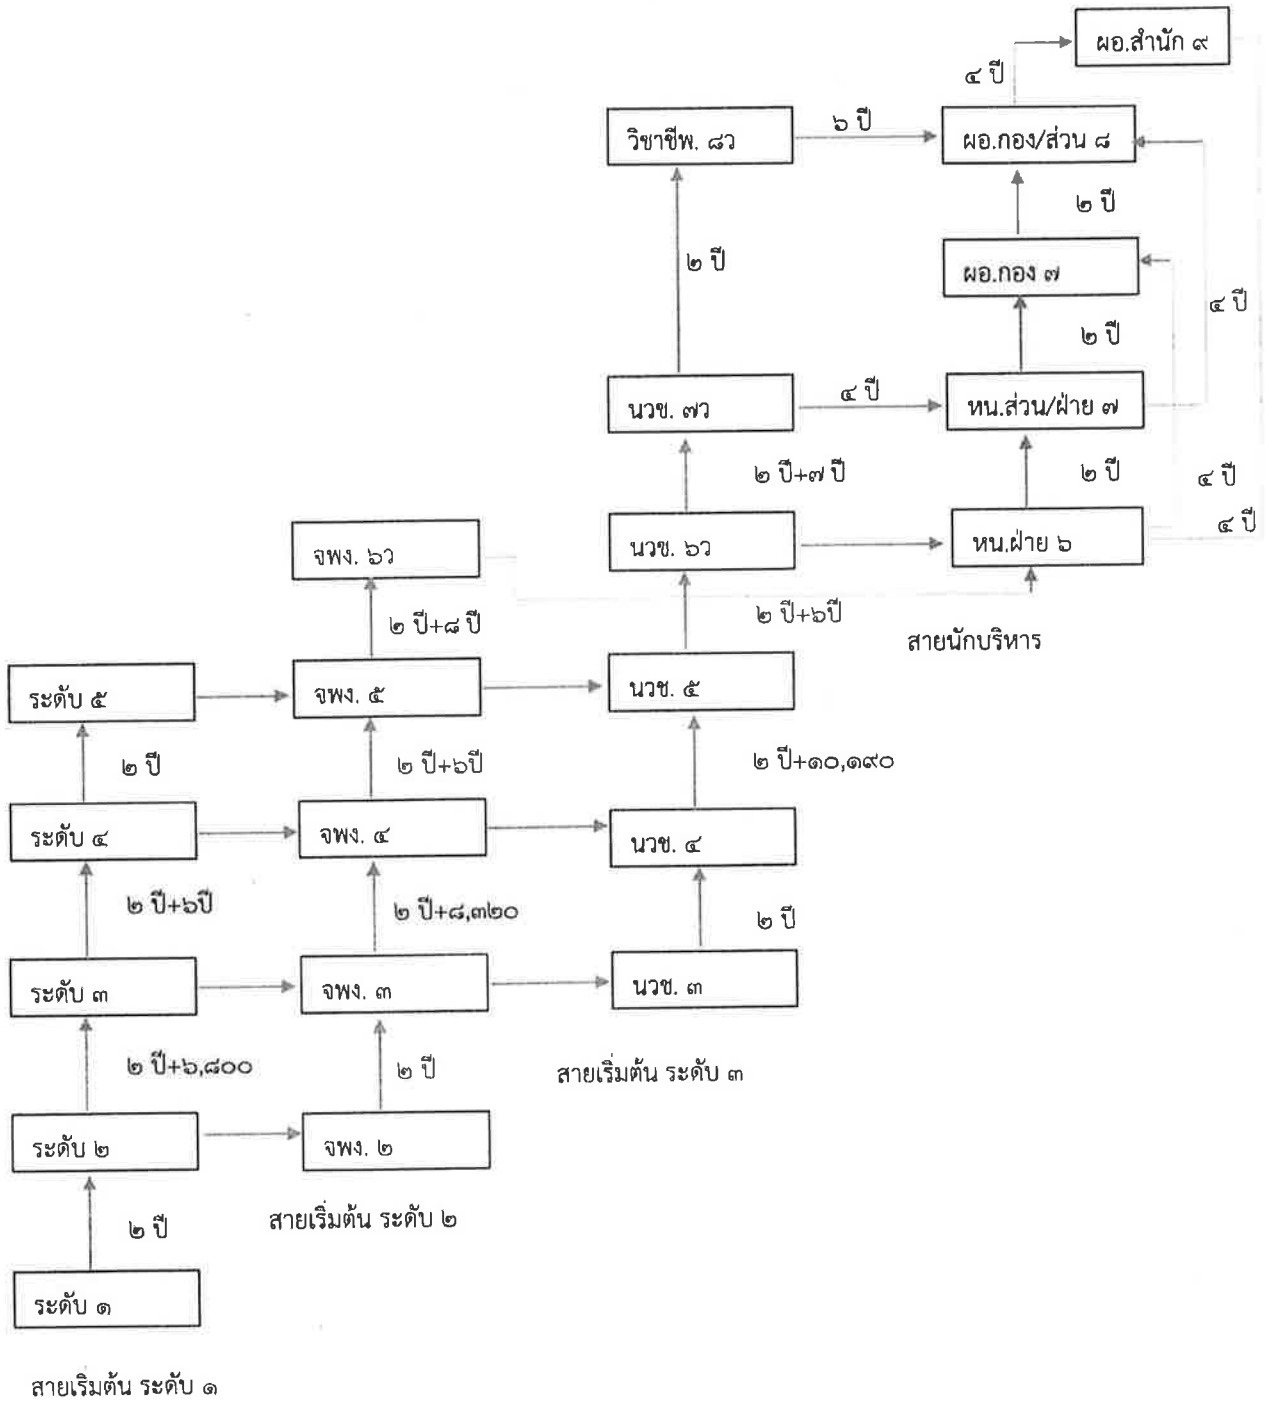 ผอ.สำนัก ๙
๔ ปี
วิชาชีพ. ๘ว
๖ ปี
ผอ.กอง/ส่วน ๘
๒ ปี
๒ ปี
ผอ.กอง ๗
๔ ปี
๒ ปี
นวช. ๗ว
๔ ปี
หน.ส่วน/ฝ่าย ๗
๒ ปี+๗ ปี
๒ ปี
๔ ปี
๔ ปี
จพง. ๖ว
นวช. ๖ว
หน.ฝ่าย ๖
๒ ปี+๘ ปี
๒ ปี+๖ปี
สายนักบริหาร
ระดับ ๕
จพง. ๕
นวช. ๕
๒ ปี
๒ ปี+๖ปี
๒ ปี+๑๐,๑๙๐
ระดับ ๔
จพง. ๔
นวช. ๔
๒ ปี+๖ปี
๒ ปี+๘,๓๒๐
๒ ปี
ระดับ ๓
จพง. ๓
นวช. ๓
๒ ปี+๖,๘๐๐
๒ ปี
สายเริ่มต้น ระดับ ๓
ระดับ ๒
จพง. ๒
๒ ปี
สายเริ่มต้น ระดับ ๒
ระดับ ๑
สายเริ่มต้น ระดับ ๑